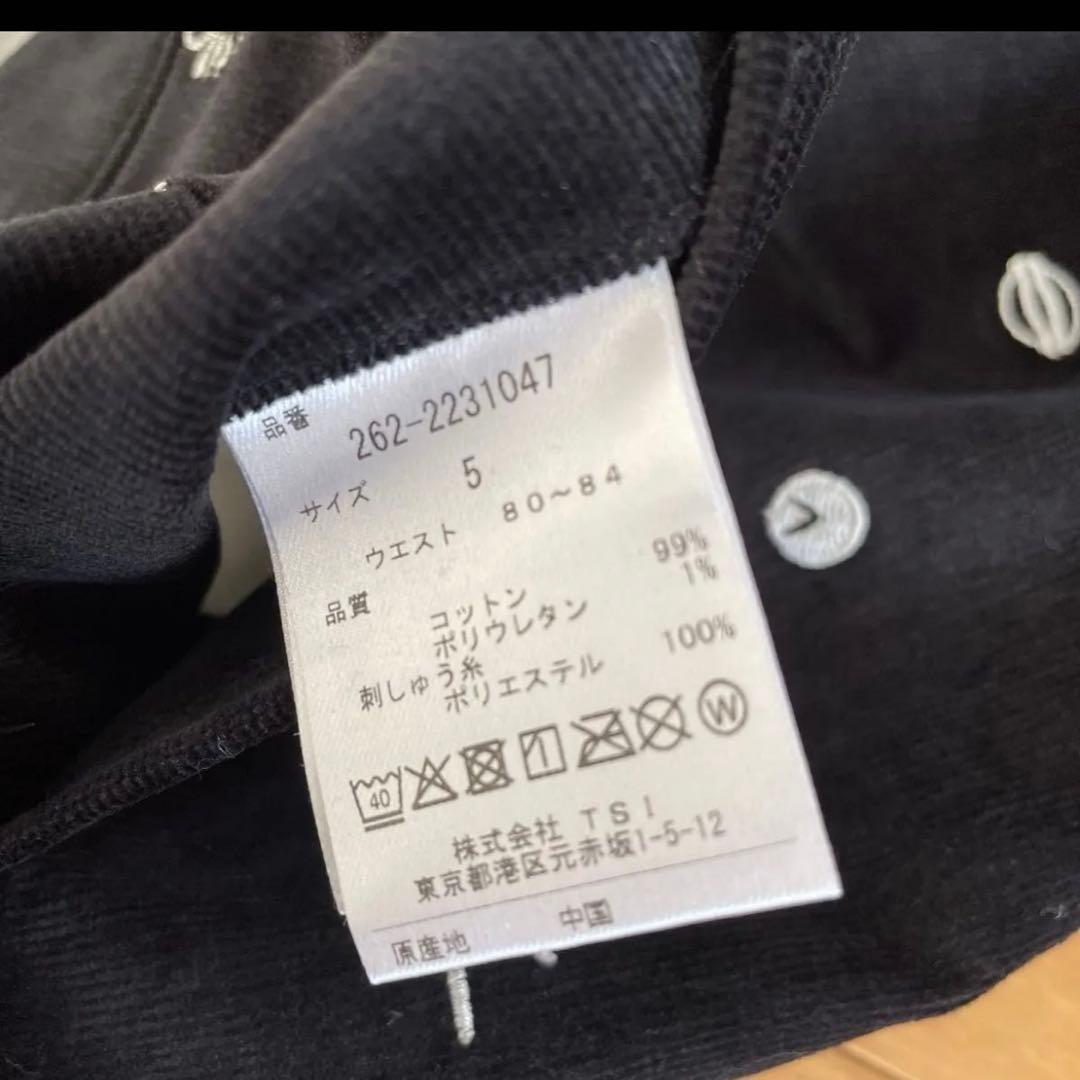 品番 262-2231047
サイズ 5
ウエスト 80~84
品質 コットン 99%
ポリウレタン 1%
刺しゅう糸
ポリエステル 100%
40 W
株式会社 TSI
東京都港区元赤坂1-5-12
原産地 中国